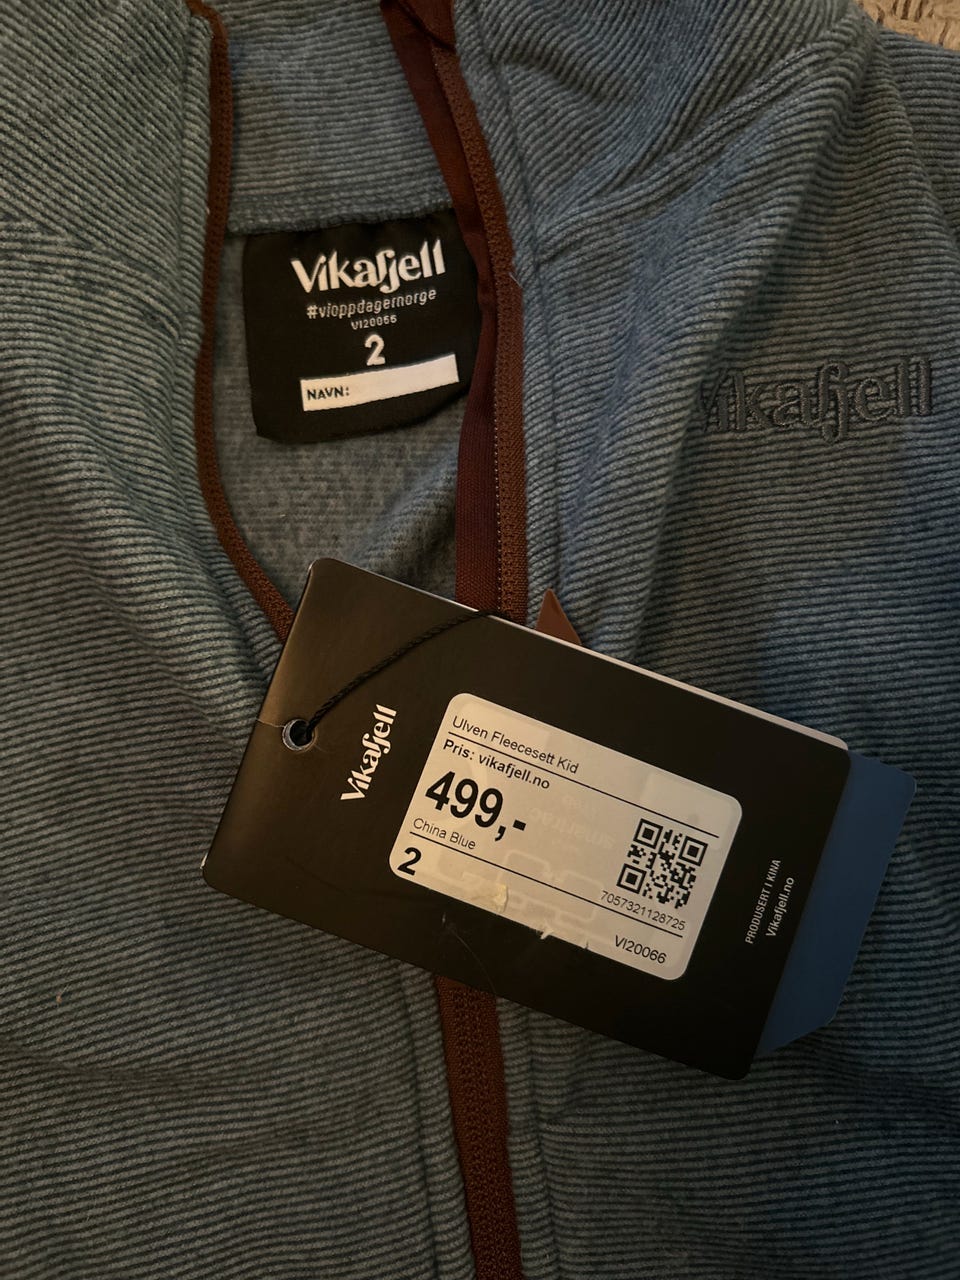 Vikafjell
#vioppdagernorge
VI20066
2
NAVN:
Vikafjell
Vikafjell
Ulven Fleecesett Kid
Pris: vikafjell.no
499,-
China Blue
2
7057321128725
VI20066
PRODUSERT I KINA
Vikafjell.no